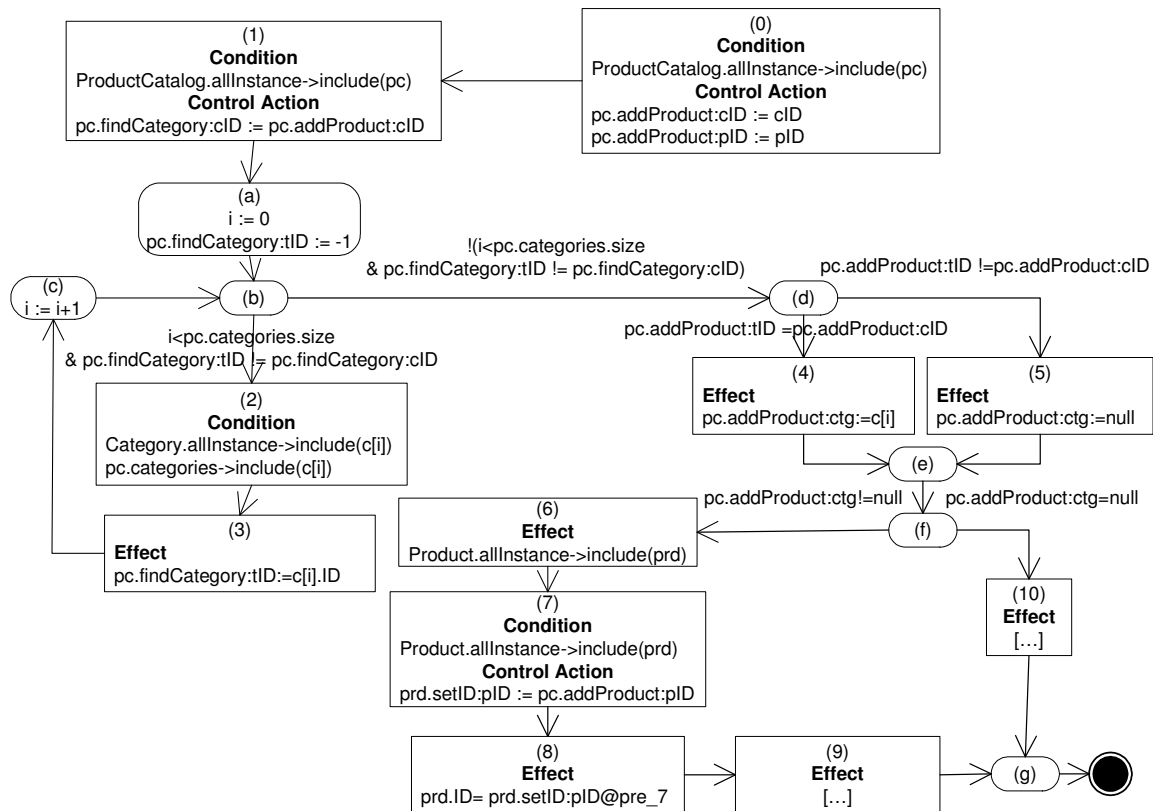 (1)
Condition
ProductCatalog.allInstance->include(pc)
Control Action
pc.findCategory:cID := pc.addProduct:cID
(0)
Condition
ProductCatalog.allInstance->include(pc)
Control Action
pc.addProduct:cID := cID
pc.addProduct:pID := pID
(a)
i := 0
pc.findCategory:tID := -1
!(i<pc.categories.size
& pc.findCategory:tID != pc.findCategory:cID)
pc.addProduct:tID !=pc.addProduct:cID
(c)
i := i+1
(b)
(d)
i<pc.categories.size
& pc.findCategory:tID != pc.findCategory:cID
pc.addProduct:tID =pc.addProduct:cID
(2)
Condition
Category.allInstance->include(c[i])
pc.categories->include(c[i])
(4)
Effect
pc.addProduct:ctg:=c[i]
(5)
Effect
pc.addProduct:ctg:=null
(e)
pc.addProduct:ctg!=null
pc.addProduct:ctg=null
(3)
Effect
pc.findCategory:tID:=c[i].ID
(6)
Effect
Product.allInstance->include(prd)
(f)
(7)
Condition
Product.allInstance->include(prd)
Control Action
prd.setID:pID := pc.addProduct:pID
(10)
Effect
[...]
(8)
Effect
prd.ID= prd.setID:pID@pre_7
(9)
Effect
[...]
(g)